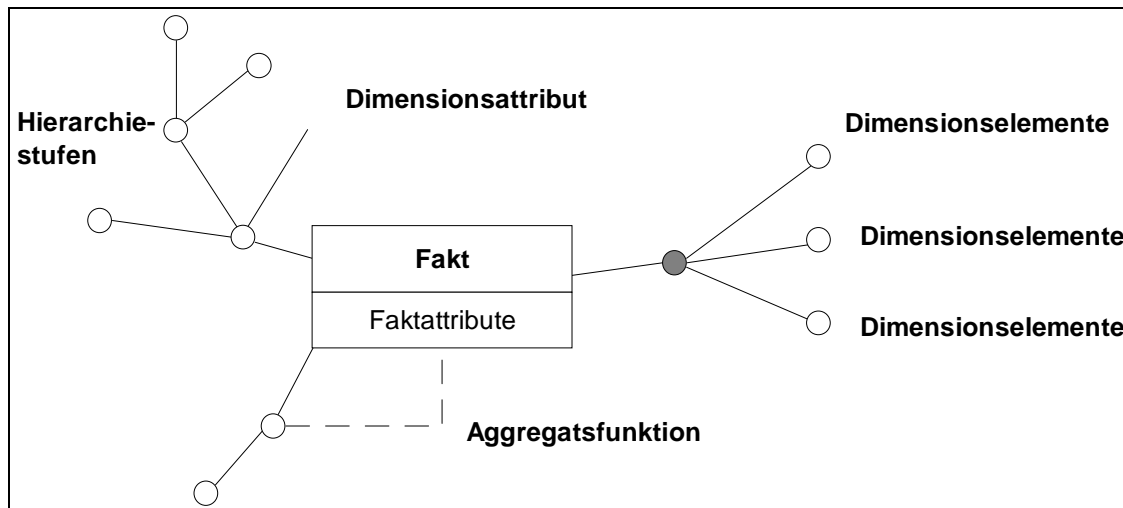 Dimensionsattribut
Hierarchie-
stufen
Dimensionselemente
Dimensionselemente
Dimensionselemente
Fakt
Faktattribute
Aggregatsfunktion